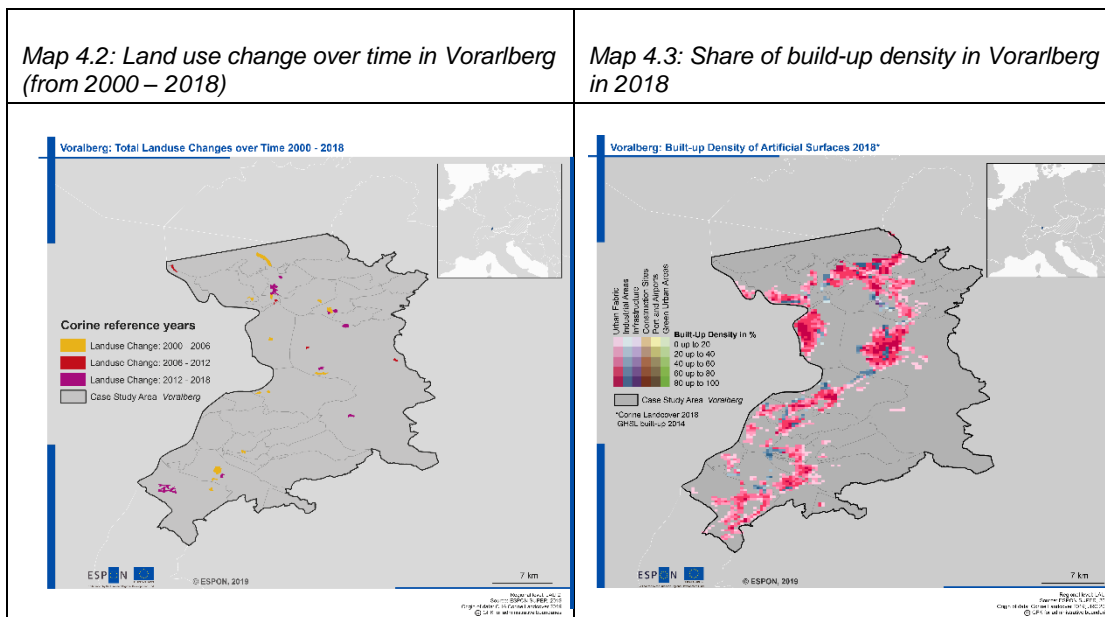 Map 4.2: Land use change over time in Vorarlberg
(from 2000 – 2018)
Map 4.3: Share of build-up density in Vorarlberg
in 2018
Voralberg: Total Landuse Changes over Time 2000 - 2018
Corine reference years
Landuse Change: 2000 - 2006
Landuse Change: 2006 - 2012
Landuse Change: 2012 - 2018
Case Study Area Voralberg
ESPON
© ESPON, 2019
7 km
Voralberg: Built-up Density of Artificial Surfaces 2018*
Urban Fabric
Industrial Areas
Infrastructure
Construction Sites
Port and Airports
Green Urban Areas
Built-Up Density in %
0 up to 20
20 up to 40
40 up to 60
60 up to 80
80 up to 100
Case Study Area Voralberg
*Corine Landcover 2018
GHSL built-up 2014
ESPON
© ESPON, 2019
7 km